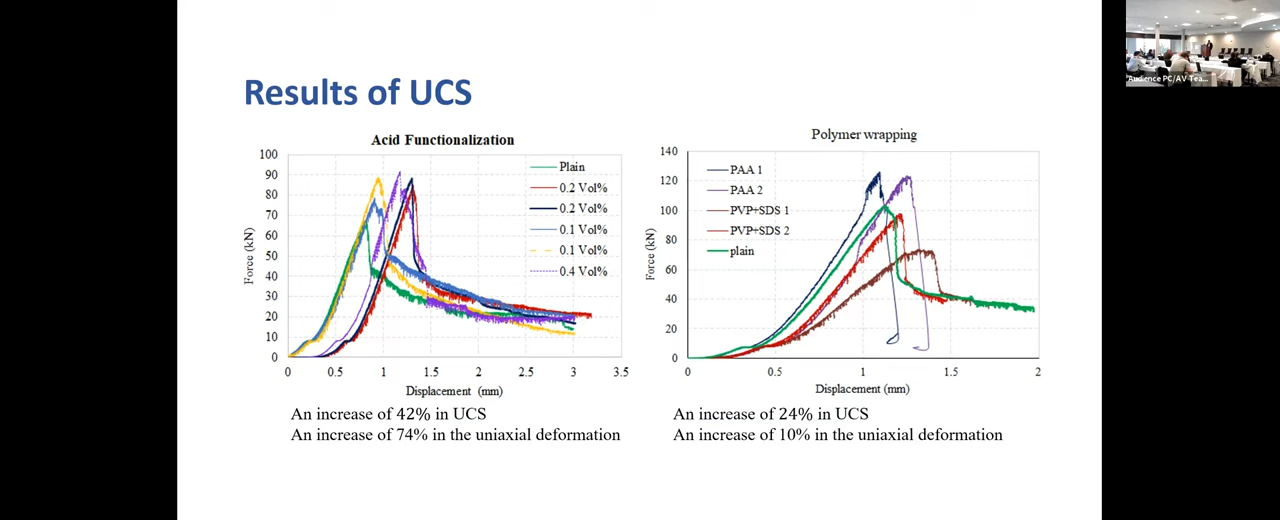 Results of UCS
Acid Functionalization
100
90
80
70
60
50
40
30
20
10
0
Force (kN)
0 0.5 1 1.5 2 2.5 3 3.5
Displacement (mm)
Plain
0.2 Vol%
0.2 Vol%
0.1 Vol%
0.1 Vol%
0.4 Vol%
An increase of 42% in UCS
An increase of 74% in the uniaxial deformation
Polymer wrapping
140
120
100
80
60
40
20
0
Force (kN)
0 0.5 1 1.5 2
Displacement (mm)
PAA 1
PAA 2
PVP+SDS 1
PVP+SDS 2
plain
An increase of 24% in UCS
An increase of 10% in the uniaxial deformation
Audience PC/AV Tea...